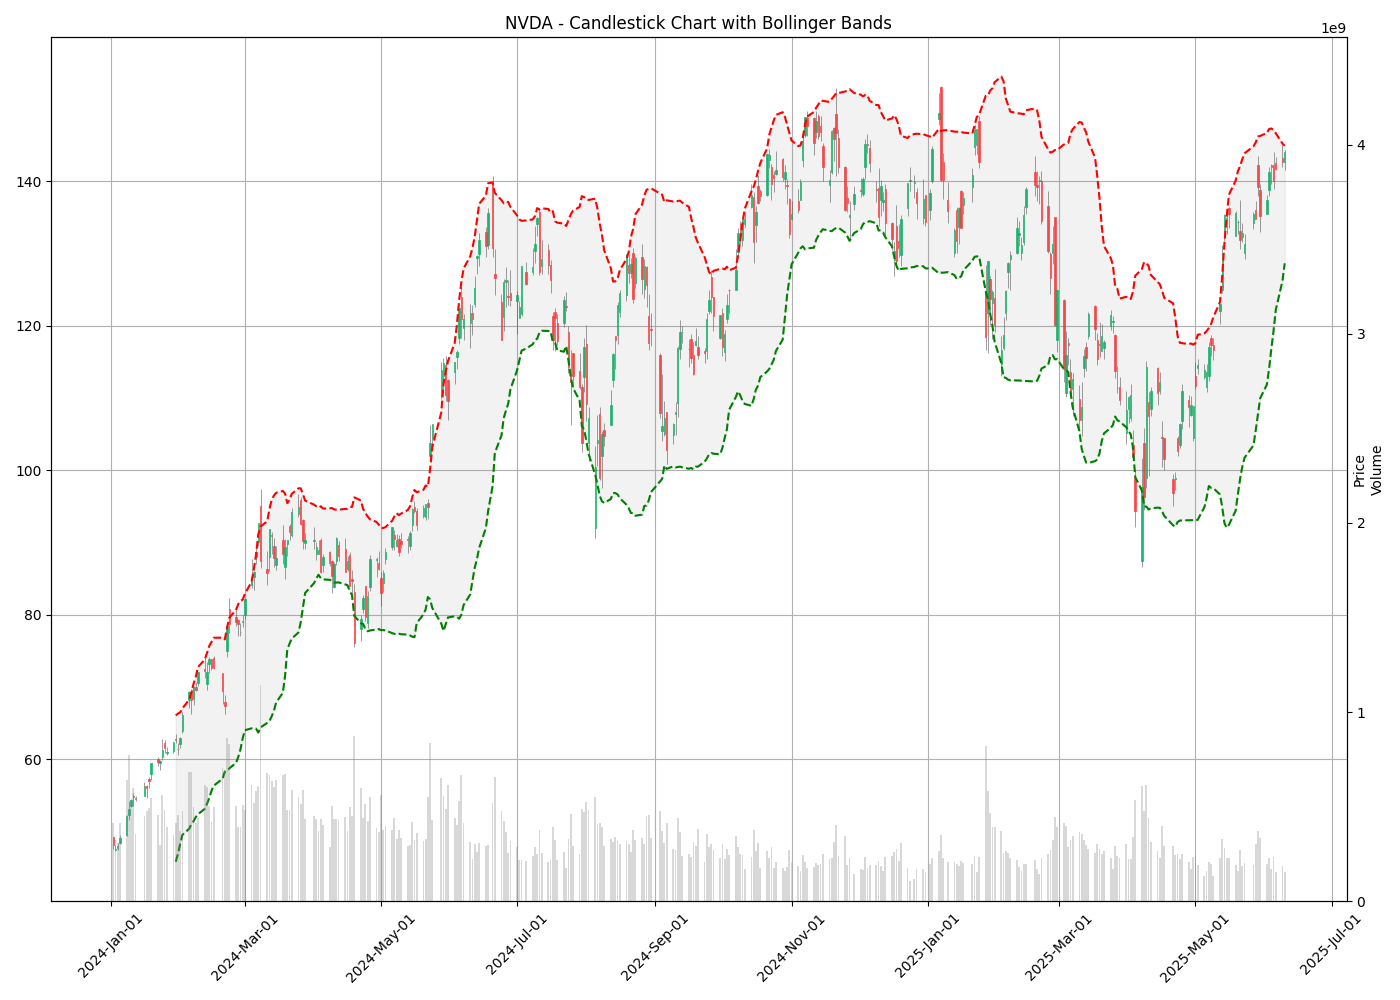 NVDA - Candlestick Chart with Bollinger Bands
1e9
140
120
100
80
60
4
3
2
1
0
Price
Volume
2024-Jan-01
2024-Mar-01
2024-May-01
2024-Jul-01
2024-Sep-01
2024-Nov-01
2025-Jan-01
2025-Mar-01
2025-May-01
2025-Jul-01